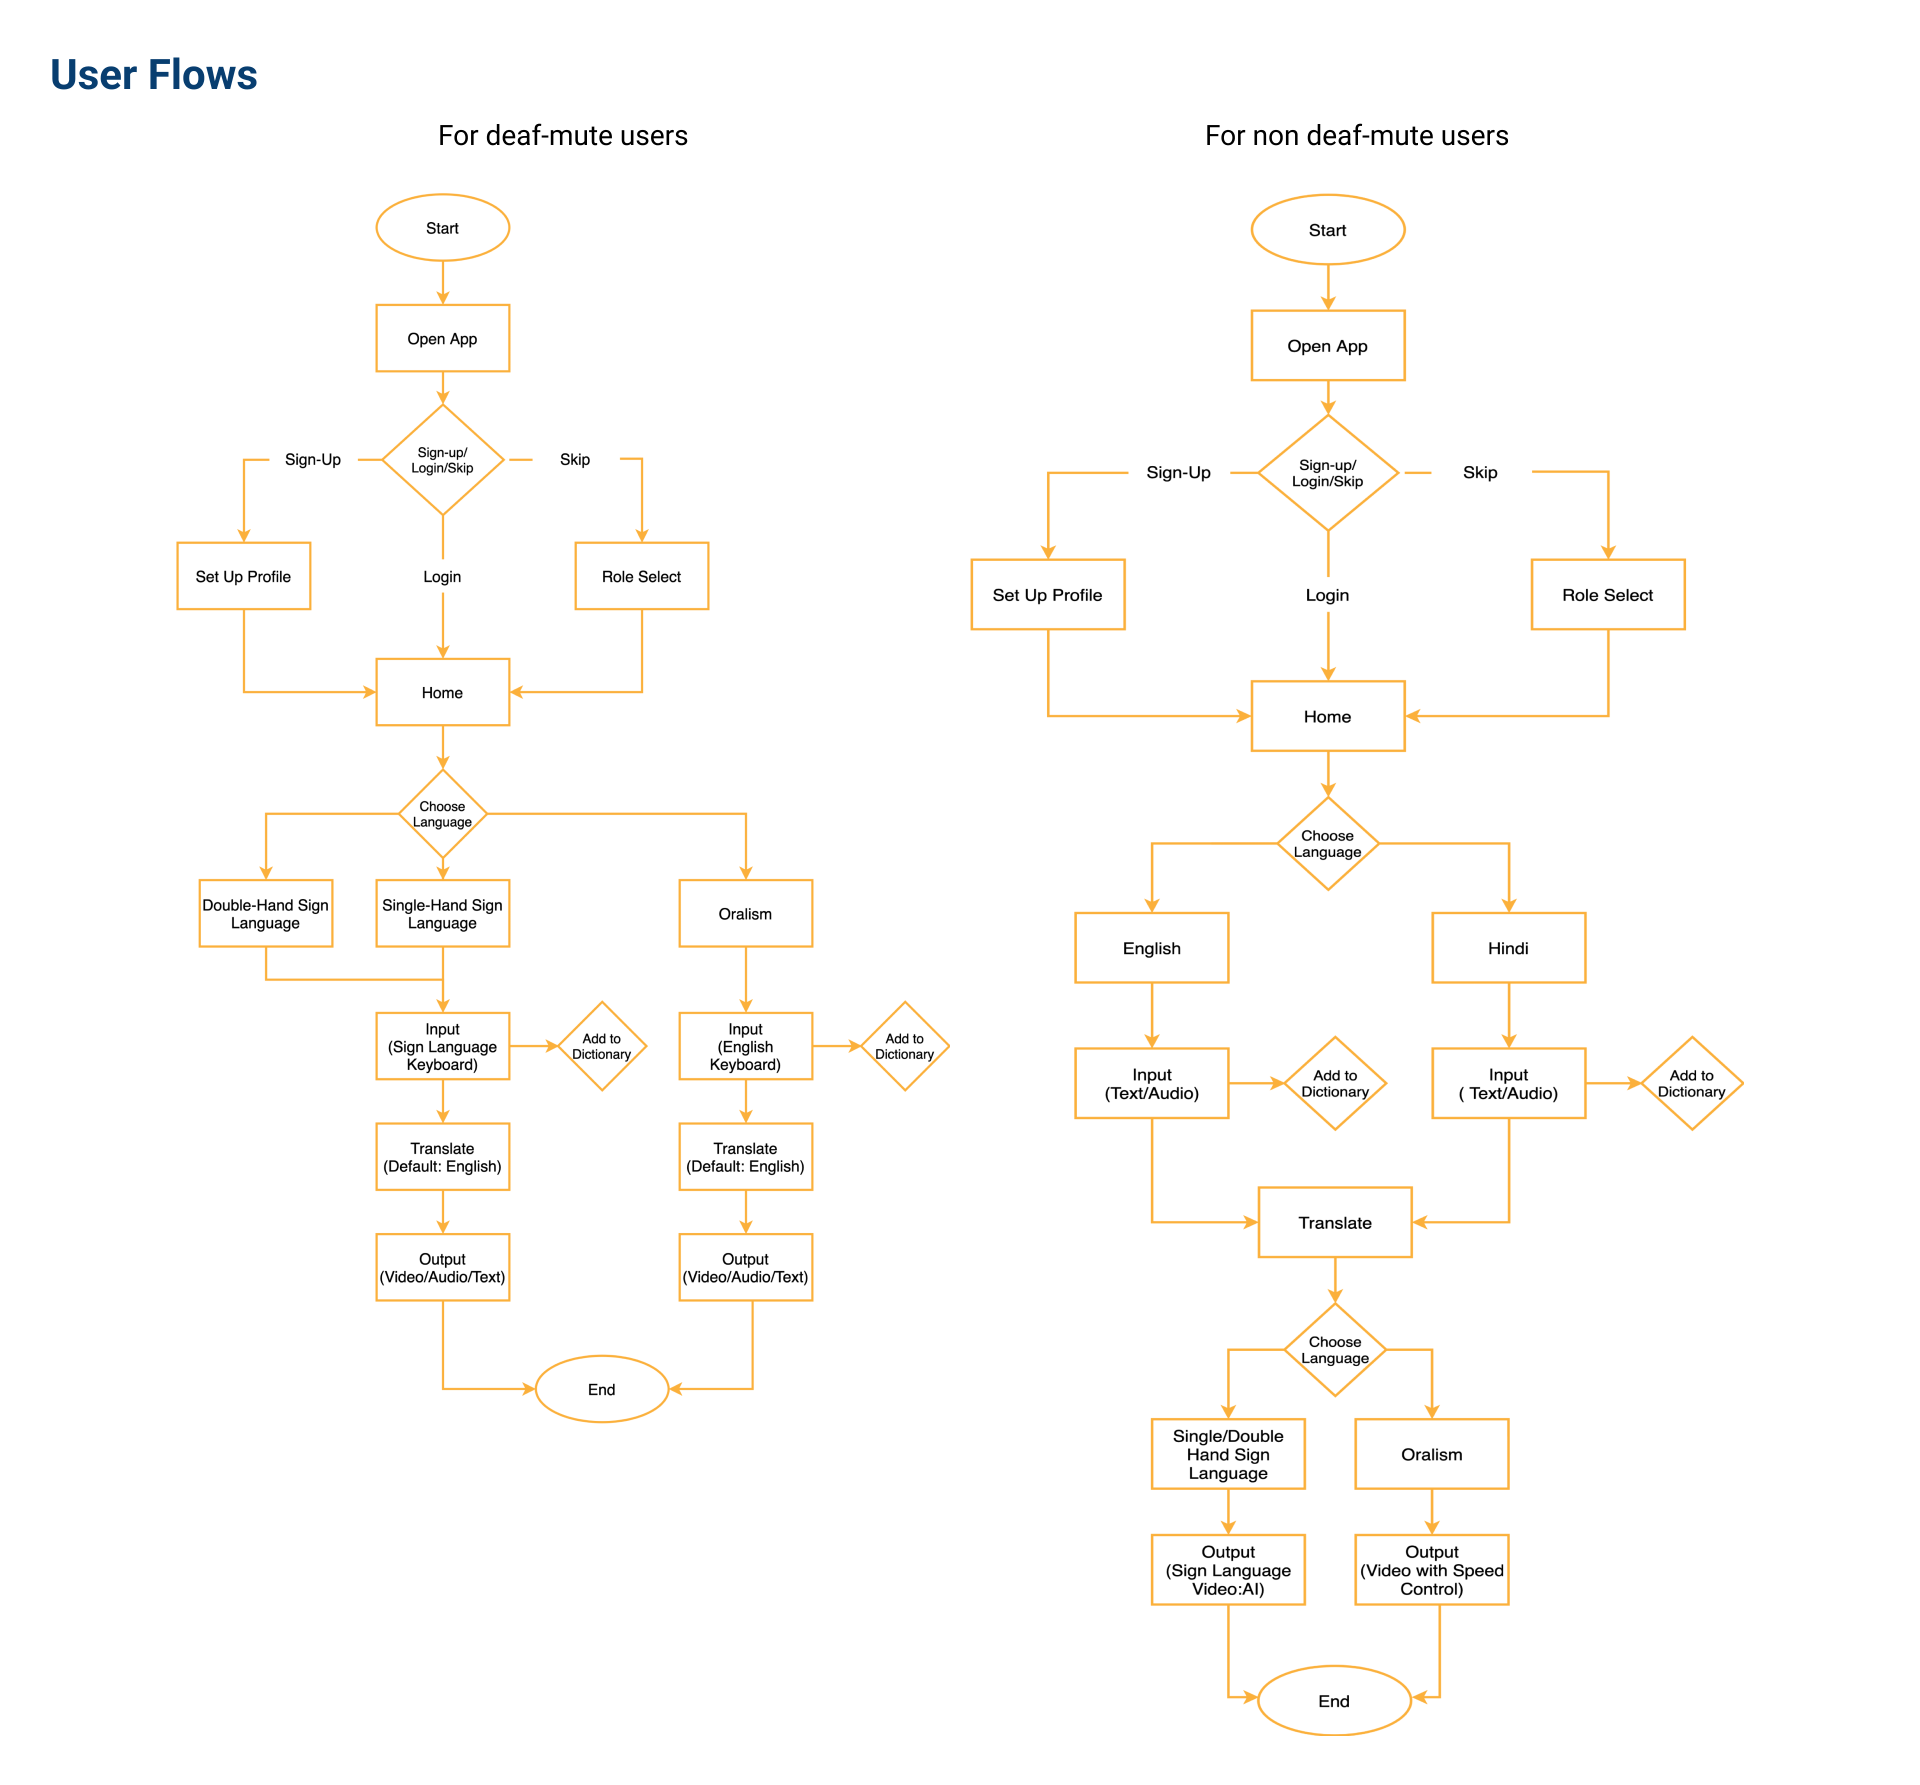 User Flows
For deaf-mute users
Start
Open App
Sign-up/
Login/Skip
Sign-Up
Skip
Set Up Profile
Login
Role Select
Home
Choose
Language
Double-Hand Sign
Language
Single-Hand Sign
Language
Oralism
Input
(Sign Language
Keyboard)
Add to
Dictionary
Input
(English
Keyboard)
Add to
Dictionary
Translate
(Default: English)
Translate
(Default: English)
Output
(Video/Audio/Text)
Output
(Video/Audio/Text)
End
For non deaf-mute users
Start
Open App
Sign-up/
Login/Skip
Sign-Up
Skip
Set Up Profile
Login
Role Select
Home
Choose
Language
English
Hindi
Input
(Text/Audio)
Add to
Dictionary
Input
( Text/Audio)
Add to
Dictionary
Translate
Choose
Language
Single/Double
Hand Sign
Language
Oralism
Output
(Sign Language
Video:AI)
Output
(Video with Speed
Control)
End